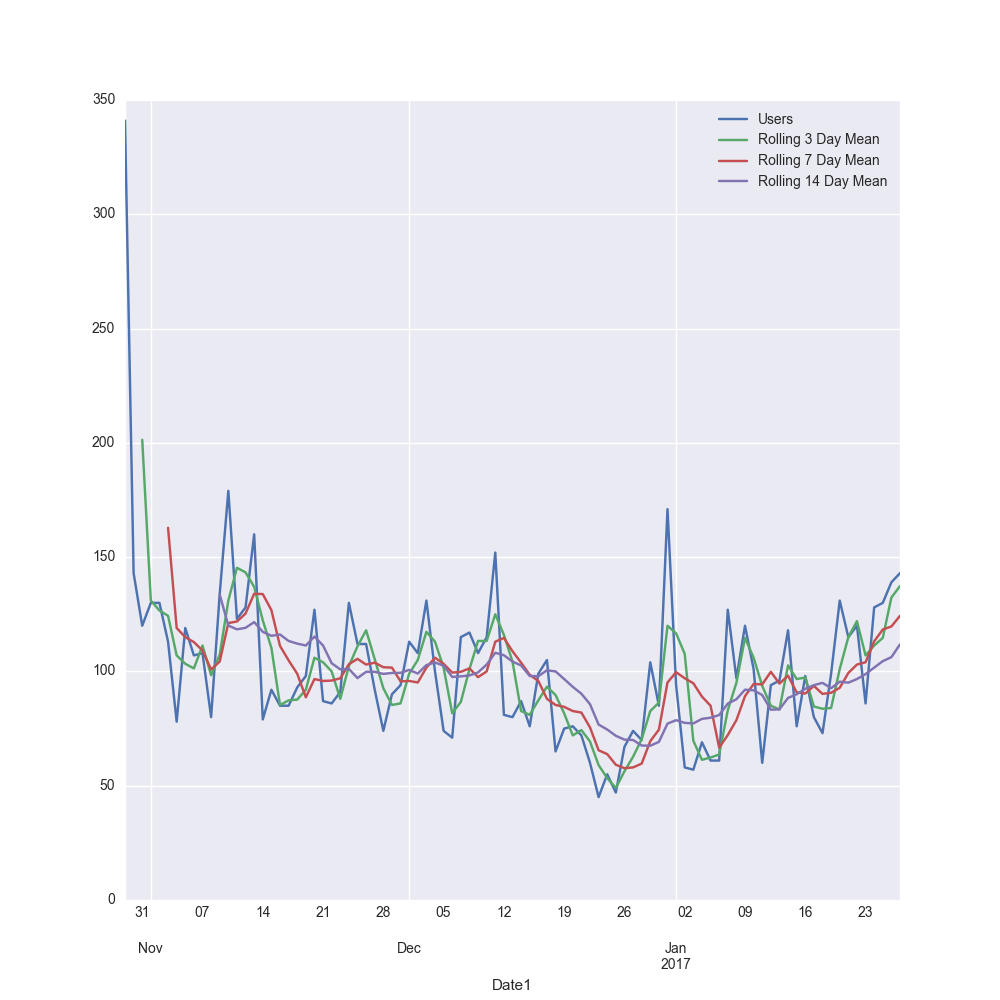 350
300
250
200
150
100
50
0
Users
Rolling 3 Day Mean
Rolling 7 Day Mean
Rolling 14 Day Mean
31 07 14 21 28 05 12 19 26 02 09 16 23
Nov Dec Jan
2017
Date1